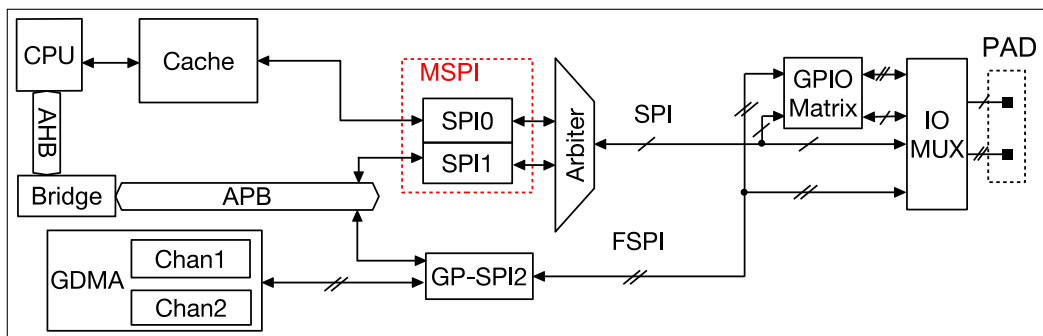 CPU
Cache
AHB
Bridge
APB
GDMA
Chan1
Chan2
MSPI
SPI0
SPI1
Arbiter
GP-SPI2
SPI
FSPI
GPIO
Matrix
IO
MUX
PAD